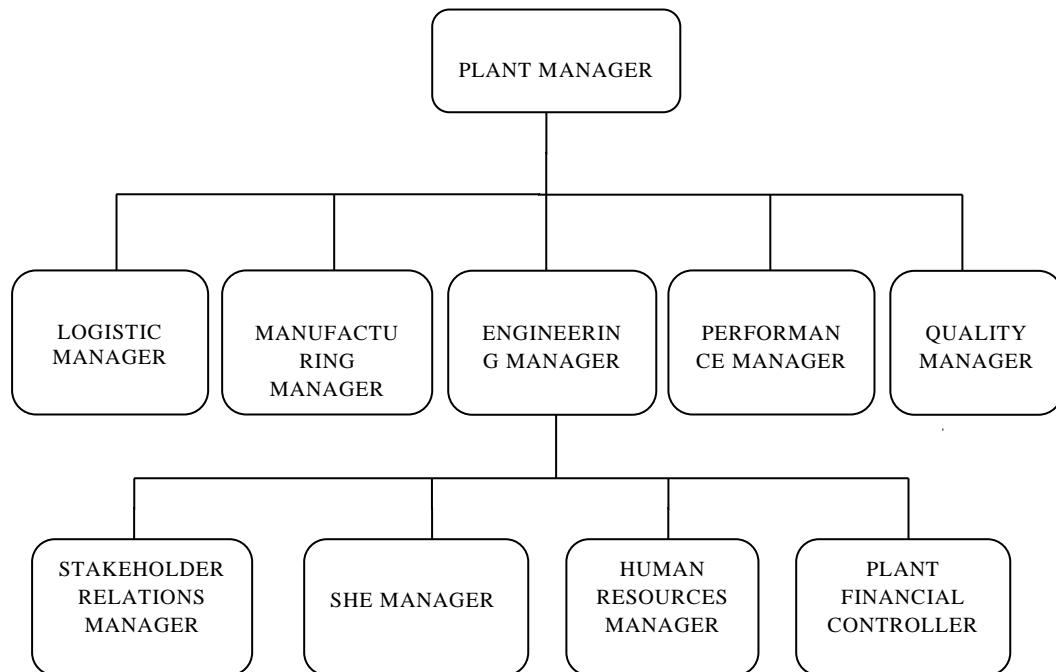 PLANT MANAGER
LOGISTIC
MANAGER
MANUFACTU
RING
MANAGER
ENGINEERIN
G MANAGER
PERFORMAN
CE MANAGER
QUALITY
MANAGER
STAKEHOLDER
RELATIONS
MANAGER
SHE MANAGER
HUMAN
RESOURCES
MANAGER
PLANT
FINANCIAL
CONTROLLER